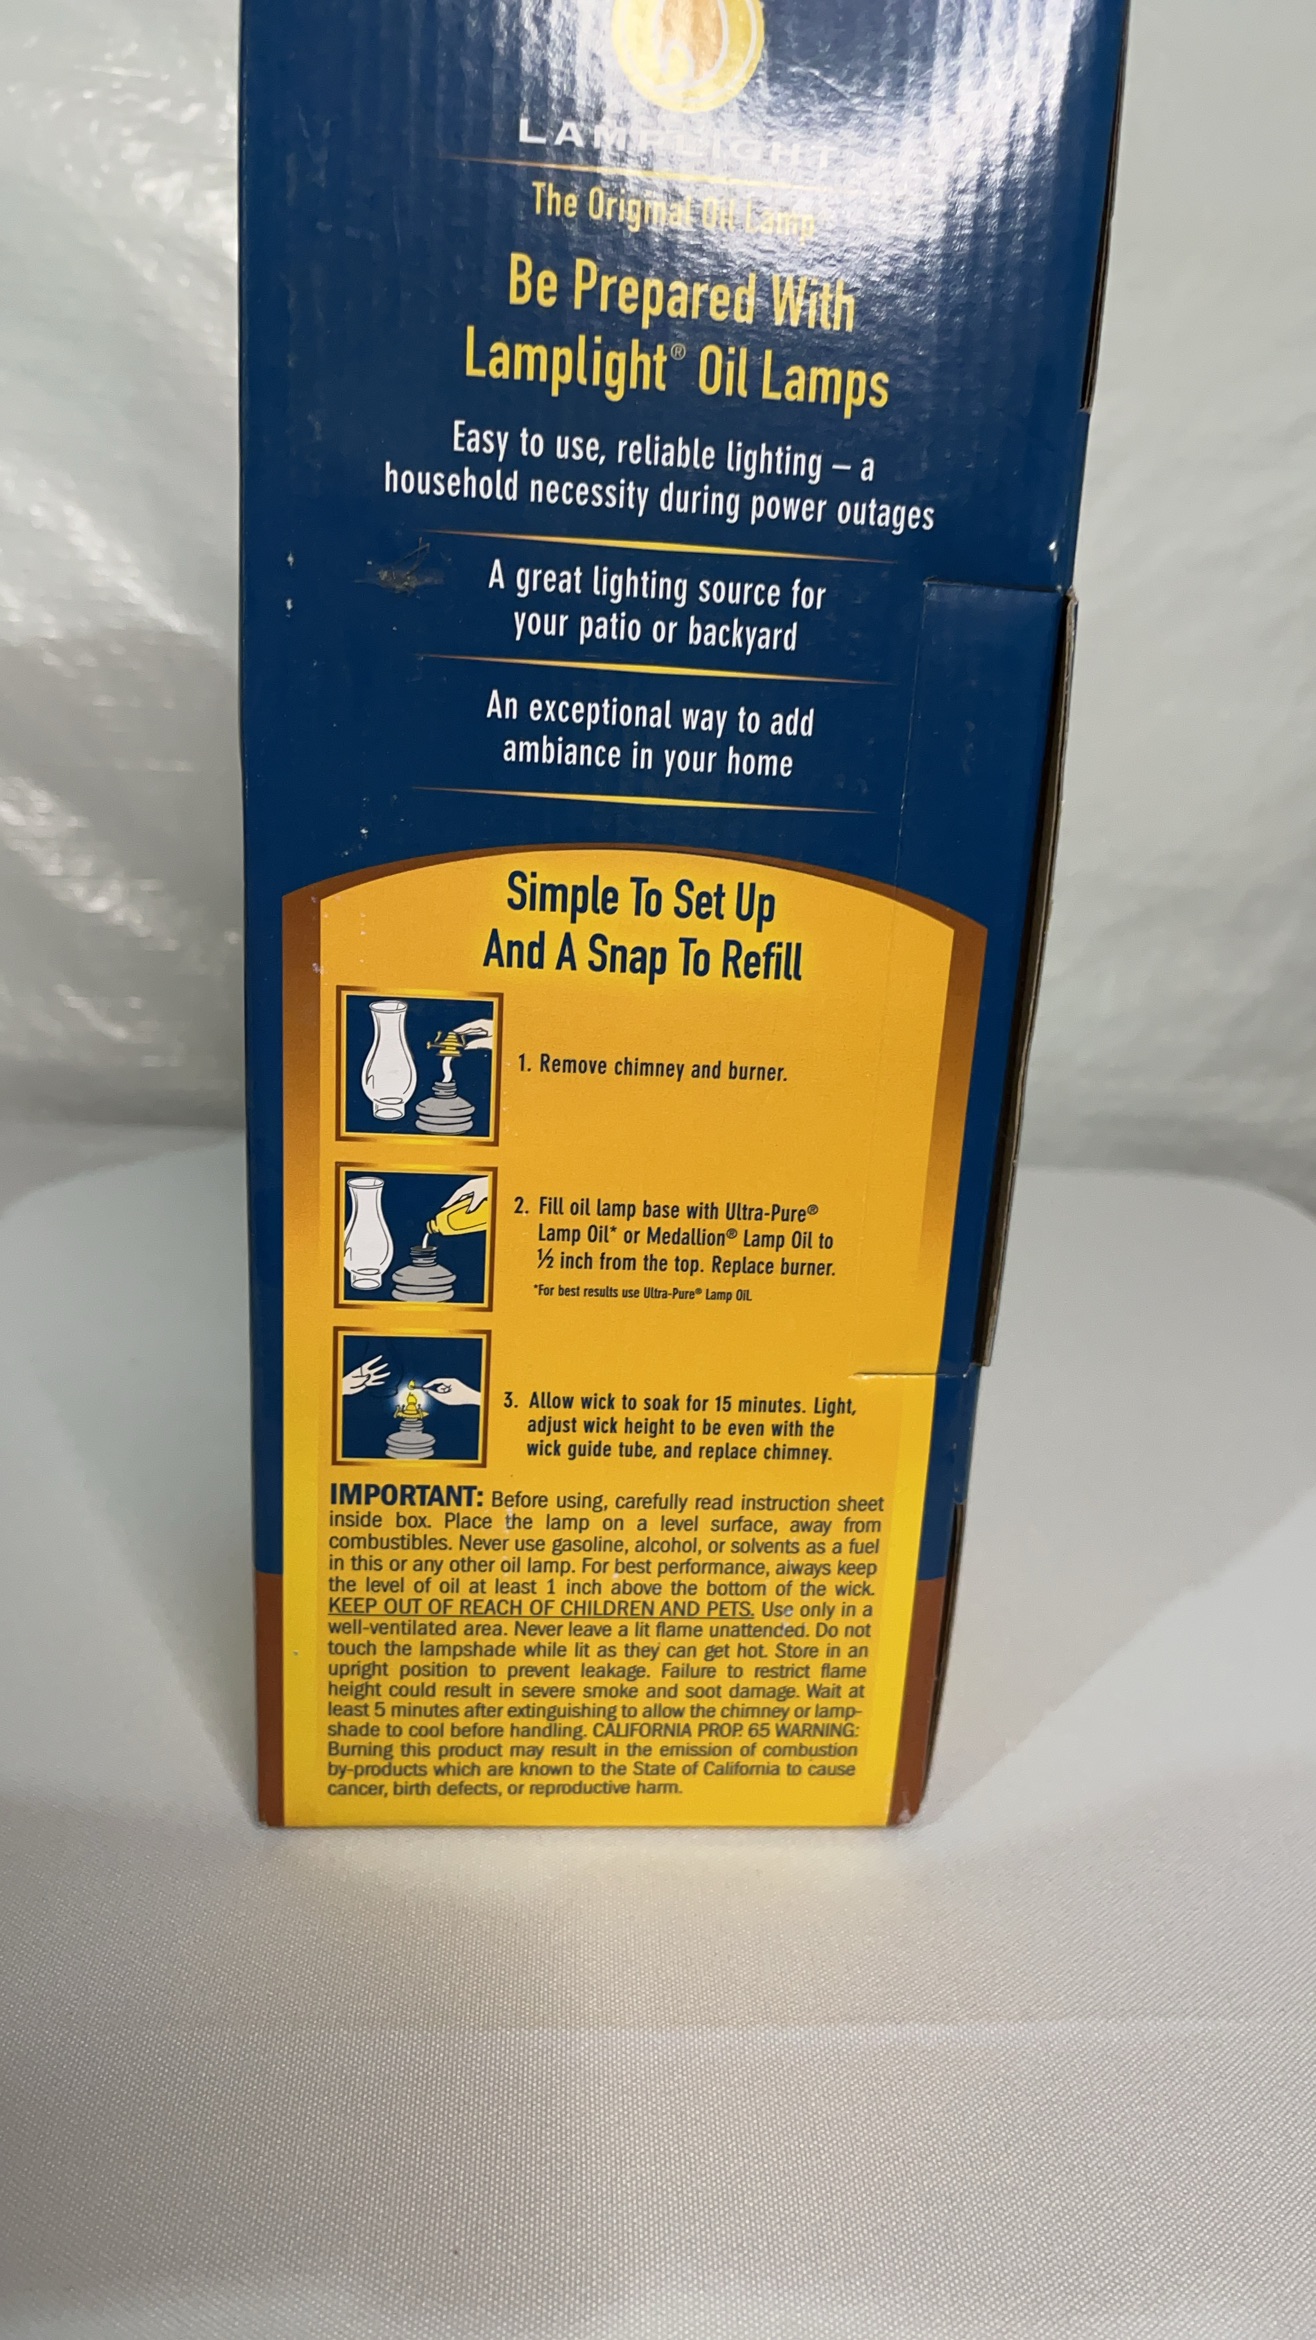 LAMPLIGHT
The Original Oil Lamp
Be Prepared With
Lamplight® Oil Lamps
Easy to use, reliable lighting – a
household necessity during power outages
A great lighting source for
your patio or backyard
An exceptional way to add
ambiance in your home
Simple To Set Up
And A Snap To Refill
1. Remove chimney and burner.
2. Fill oil lamp base with Ultra-Pure®
Lamp Oil* or Medallion® Lamp Oil to
½ inch from the top. Replace burner.
*For best results use Ultra-Pure® Lamp Oil.
3. Allow wick to soak for 15 minutes. Light,
adjust wick height to be even with the
wick guide tube, and replace chimney.
IMPORTANT: Before using, carefully read instruction sheet
inside box. Place the lamp on a level surface, away from
combustibles. Never use gasoline, alcohol, or solvents as a fuel
in this or any other oil lamp. For best performance, always keep
the level of oil at least 1 inch above the bottom of the wick.
KEEP OUT OF REACH OF CHILDREN AND PETS. Use only in a
well-ventilated area. Never leave a lit flame unattended. Do not
touch the lampshade while lit as they can get hot. Store in an
upright position to prevent leakage. Failure to restrict flame
height could result in severe smoke and soot damage. Wait at
least 5 minutes after extinguishing to allow the chimney or lamp-
shade to cool before handling. CALIFORNIA PROP. 65 WARNING:
Burning this product may result in the emission of combustion
by-products which are known to the State of California to cause
cancer, birth defects, or reproductive harm.